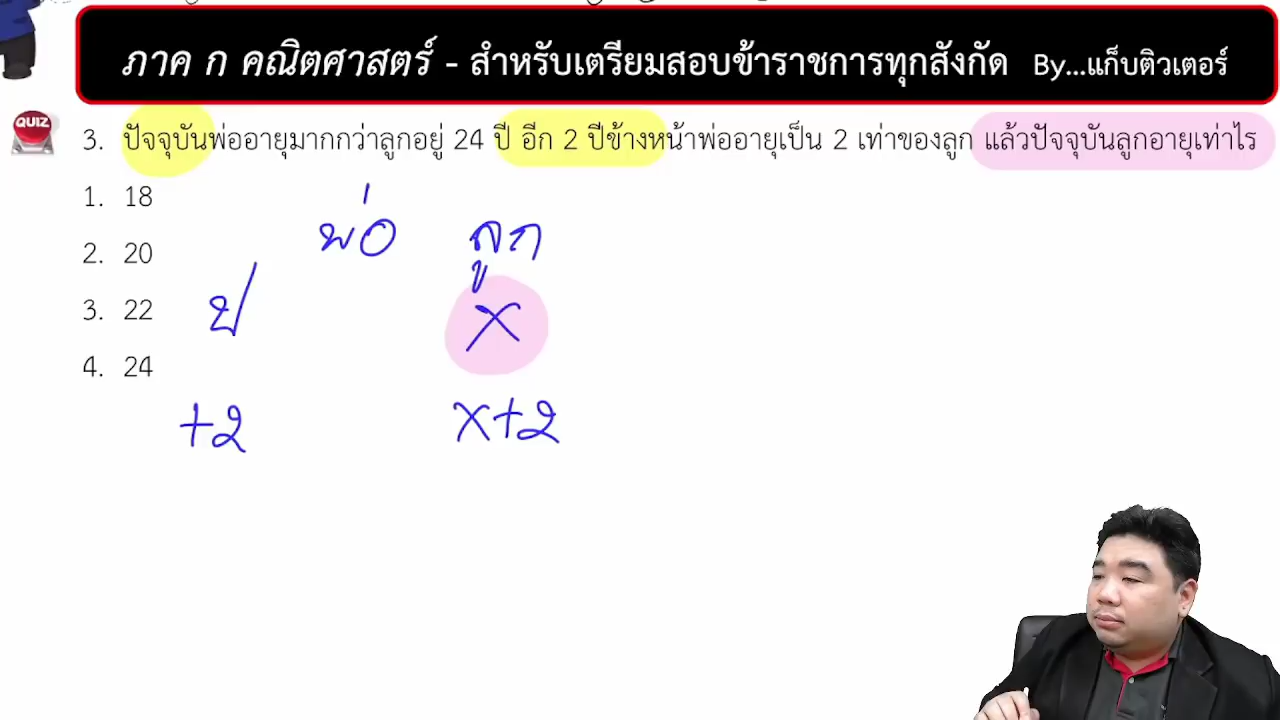 ภาค ก คณิตศาสตร์ - สำหรับเตรียมสอบข้าราชการทุกสังกัด By...แก็บติวเตอร์
QUIZ
3. ปัจจุบันพ่ออายุมากกว่าลูกอยู่ 24 ปี อีก 2 ปีข้างหน้าพ่ออายุเป็น 2 เท่าของลูก แล้วปัจจุบันลูกอายุเท่าไร
1. 18
2. 20
3. 22
4. 24
พ่อ ลูก
ป x
+2 x+2